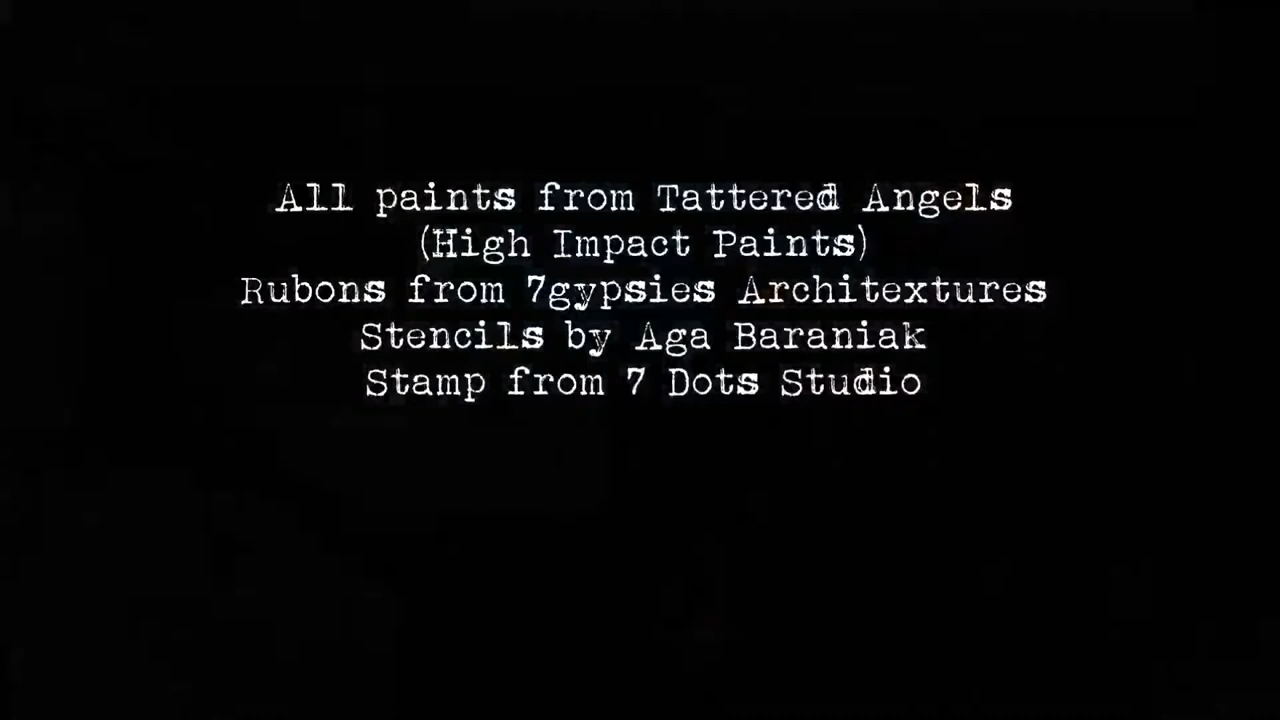 All paints from Tattered Angels
(High Impact Paints)
Rubons from 7gypsies Architextures
Stencils by Aga Baraniak
Stamp from 7 Dots Studio